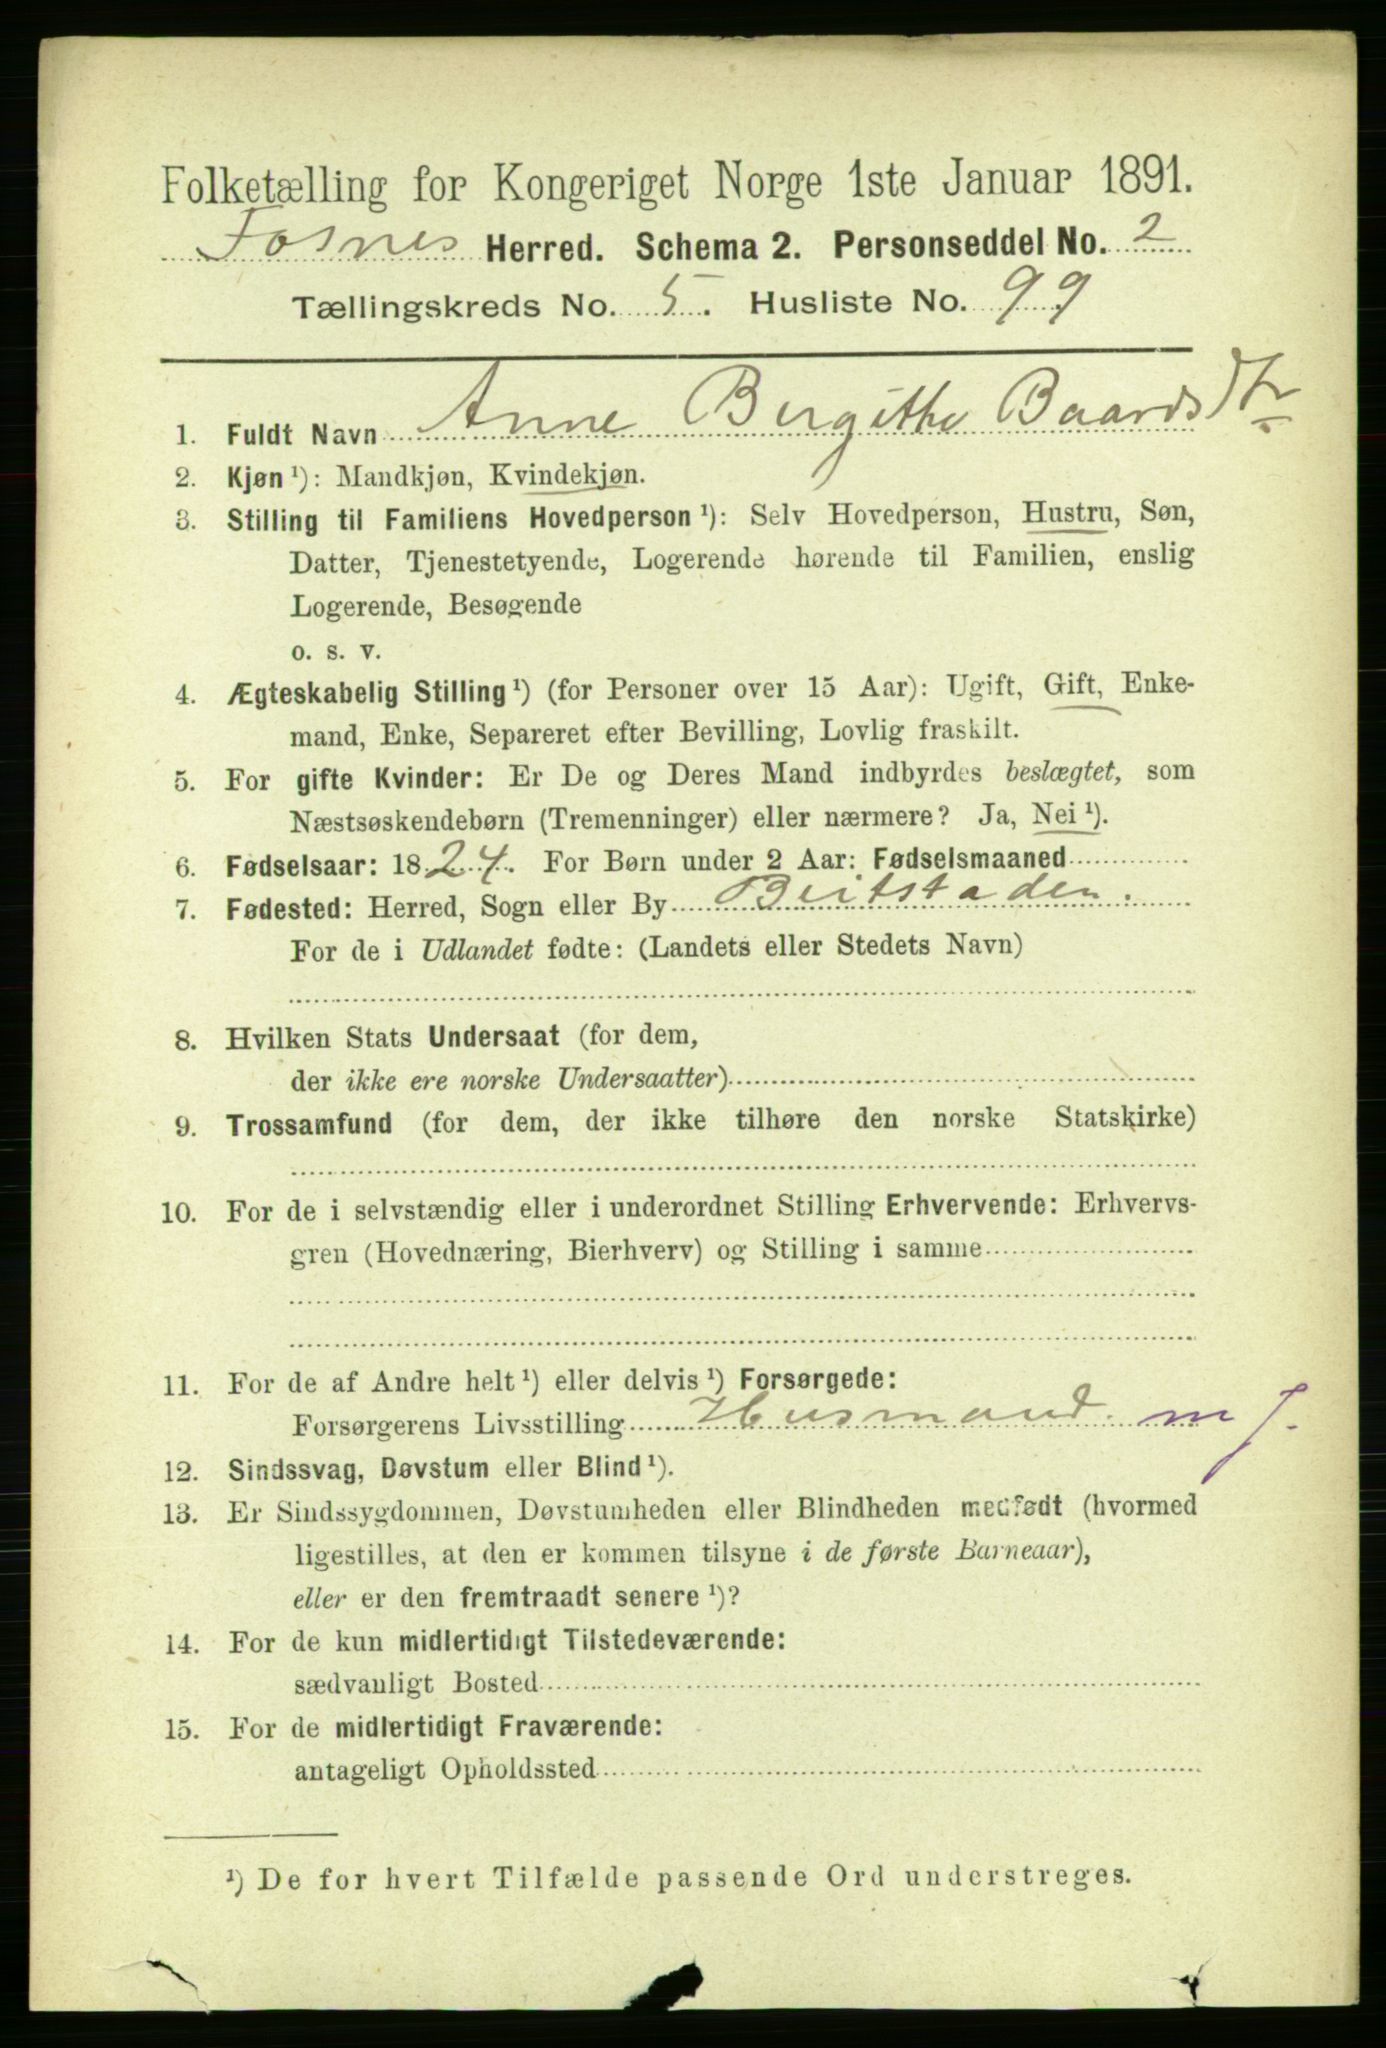 Folketælling for Kongeriget Norge 1ste Januar 1891.
Fosnes Herred. Schema 2. Personseddel No. 2
Tællingskreds No. 5. Husliste No. 99
1. Fuldt Navn Anne Bergithe Baardsdtr
2. Kjøn ¹): Mandkjøn, Kvindekjøn.
3. Stilling til Familiens Hovedperson ¹): Selv Hovedperson, Hustru, Søn,
Datter, Tjenestetyende, Logerende hørende til Familien, enslig
Logerende, Besøgende
o. s. v.
4. Ægteskabelig Stilling ¹) (for Personer over 15 Aar): Ugift, Gift, Enke-
mand, Enke, Separeret efter Bevilling, Lovlig fraskilt.
5. For gifte Kvinder: Er De og Deres Mand indbyrdes beslægtet, som
Næstsøskendebørn (Tremenninger) eller nærmere? Ja, Nei ¹).
6. Fødselsaar: 1824. For Børn under 2 Aar: Fødselsmaaned
7. Fødested: Herred, Sogn eller By Beitstaden.
For de i Udlandet fødte: (Landets eller Stedets Navn)
8. Hvilken Stats Undersaat (for dem,
der ikke ere norske Undersaatter)
9. Trossamfund (for dem, der ikke tilhøre den norske Statskirke)
10. For de i selvstændig eller i underordnet Stilling Erhvervende: Erhvervs-
gren (Hovednæring, Bierhverv) og Stilling i samme
11. For de af Andre helt ¹) eller delvis ¹) Forsørgede:
Forsørgerens Livsstilling Husmand. m J.
12. Sindssvag, Døvstum eller Blind ¹).
13. Er Sindssygdommen, Døvstumheden eller Blindheden medfødt (hvormed
ligestilles, at den er kommen tilsyne i de første Barneaar),
eller er den fremtraadt senere ¹)?
14. For de kun midlertidigt Tilstedeværende:
sædvanligt Bosted
15. For de midlertidigt Fraværende:
antageligt Opholdssted
¹) De for hvert Tilfælde passende Ord understreges.